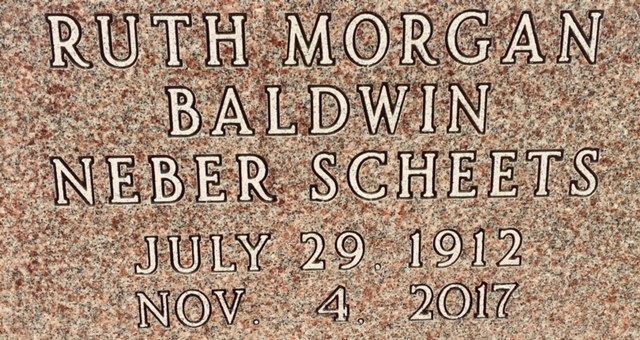 RUTH MORGAN
BALDWIN
NEBER SCHEETS
JULY 29. 1912
NOV. 4. 2017